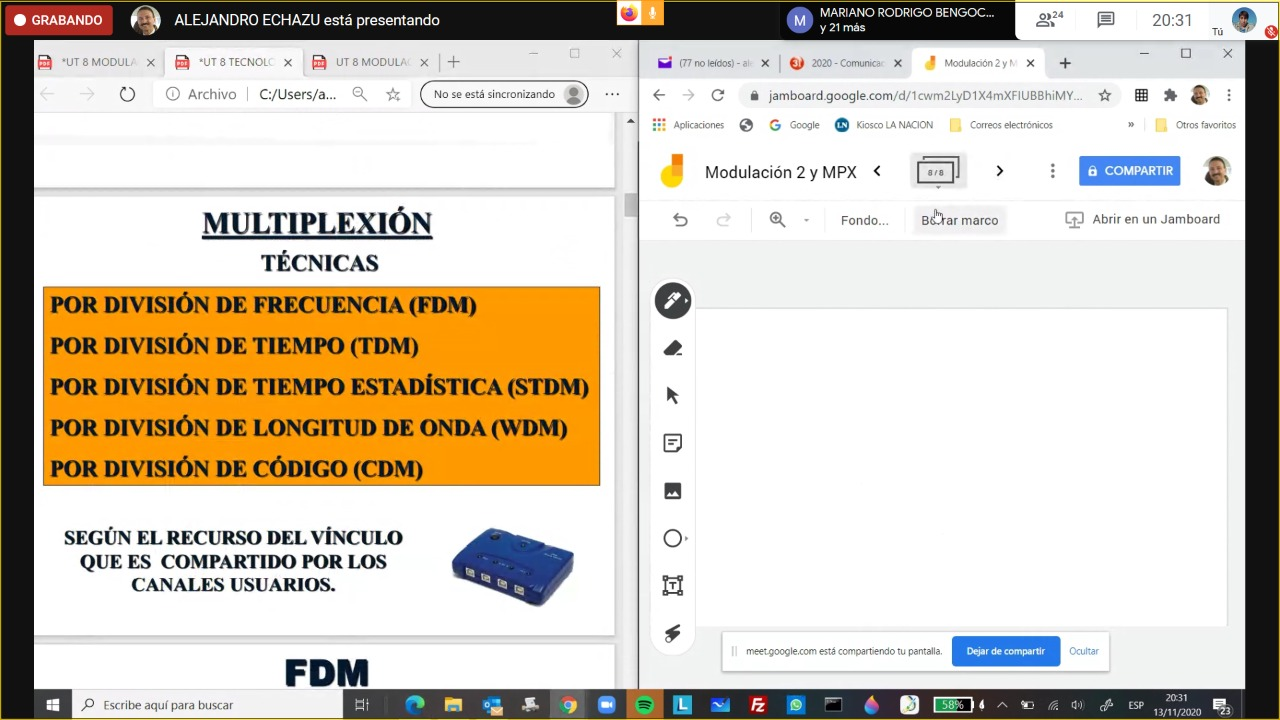 GRABANDO
ALEJANDRO ECHAZU está presentando
MARIANO RODRIGO BENGOC...
y 21 más
24
20:31
Tú
*UT 8 MODULA
*UT 8 TECNOLO
UT 8 MODULAC
Archivo
C:/Users/a...
No se está sincronizando
(77 no leídos) - ale
2020 - Comunicac
Modulación 2 y M
jamboard.google.com/d/1cwm2LyD1X4mXFIUBBhiMY...
Aplicaciones
Google
LN Kiosco LA NACION
Correos electrónicos
»
Otros favoritos
Modulación 2 y MPX
8 / 8
COMPARTIR
Fondo...
Borrar marco
Abrir en un Jamboard
MULTIPLEXIÓN
TÉCNICAS
POR DIVISIÓN DE FRECUENCIA (FDM)
POR DIVISIÓN DE TIEMPO (TDM)
POR DIVISIÓN DE TIEMPO ESTADÍSTICA (STDM)
POR DIVISIÓN DE LONGITUD DE ONDA (WDM)
POR DIVISIÓN DE CÓDIGO (CDM)
SEGÚN EL RECURSO DEL VÍNCULO
QUE ES COMPARTIDO POR LOS
CANALES USUARIOS.
FDM
meet.google.com está compartiendo tu pantalla.
Dejar de compartir
Ocultar
Escribe aquí para buscar
58%
ESP
20:31
13/11/2020
23